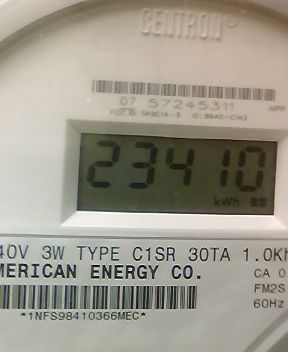 CENTRON®
07 57245311
23410
kWh
40V 3W TYPE C1SR 30TA 1.0Kh
MERICAN ENERGY CO.
CA 0
FM2S
60Hz
*1NFS98410366MEC*